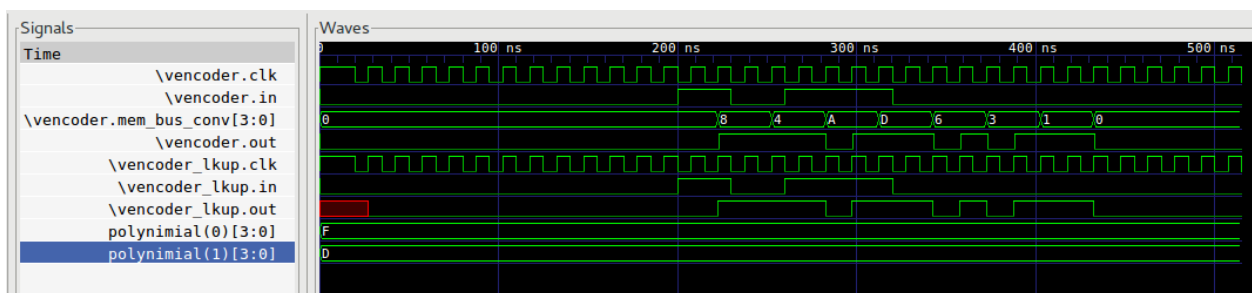 Signals
Waves
Time
0 100 ns 200 ns 300 ns 400 ns 500 ns
\vencoder.clk
\vencoder.in
\vencoder.mem_bus_conv[3:0] 0 8 4 A D 6 3 1 0
\vencoder.out
\vencoder_lkup.clk
\vencoder_lkup.in
\vencoder_lkup.out
polynimial(0)[3:0] F
polynimial(1)[3:0] D